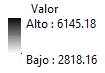 Valor
Alto : 6145.18
Bajo : 2818.16